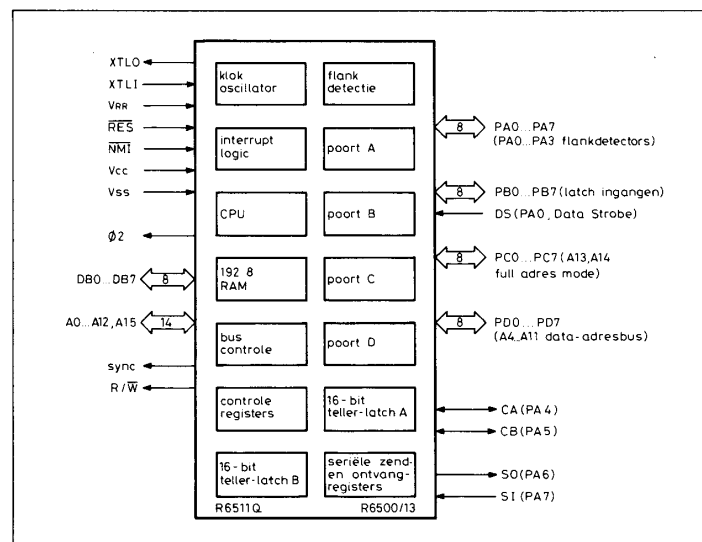 XTLO
XTLI
VRR
RES
NMI
Vcc
Vss
Ø2
DB0...DB7
8
A0...A12,A15
14
sync
R/W
klok
oscillator
flank
detectie
interrupt
logic
poort A
CPU
poort B
192 8
RAM
poort C
bus
controle
poort D
controle
registers
16-bit
teller-latch A
16-bit
teller-latch B
seriële zend-
en ontvang-
registers
R6511Q
R6500/13
8
PA0...PA7
(PA0...PA3 flankdetectors)
8
PB0...PB7(latch ingangen)
DS(PA0,Data Strobe)
8
PC0...PC7(A13,A14
full adres mode)
8
PD0...PD7
(A4..A11 data-adresbus)
CA(PA4)
CB(PA5)
SO(PA6)
SI(PA7)